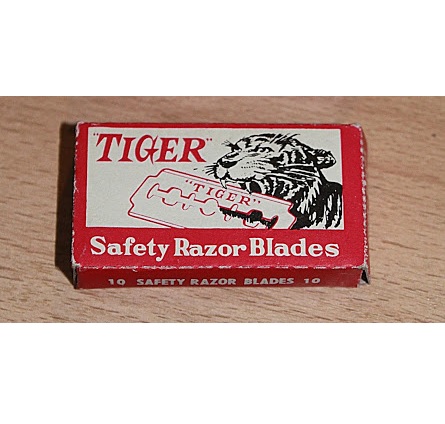 "TIGER"
"TIGER"
Safety Razor Blades
10 SAFETY RAZOR BLADES 10